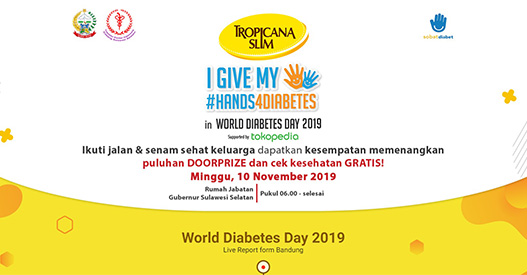 TROPICANA
SLIM
sobatdiabet
I GIVE MY
#HANDS4DIABETES
in WORLD DIABETES DAY 2019
Supported by tokopedia
Ikuti jalan & senam sehat keluarga dapatkan kesempatan memenangkan
puluhan DOORPRIZE dan cek kesehatan GRATIS!
Minggu, 10 November 2019
Rumah Jabatan
Gubernur Sulawesi Selatan
Pukul 06.00 - selesai
World Diabetes Day 2019
Live Report form Bandung